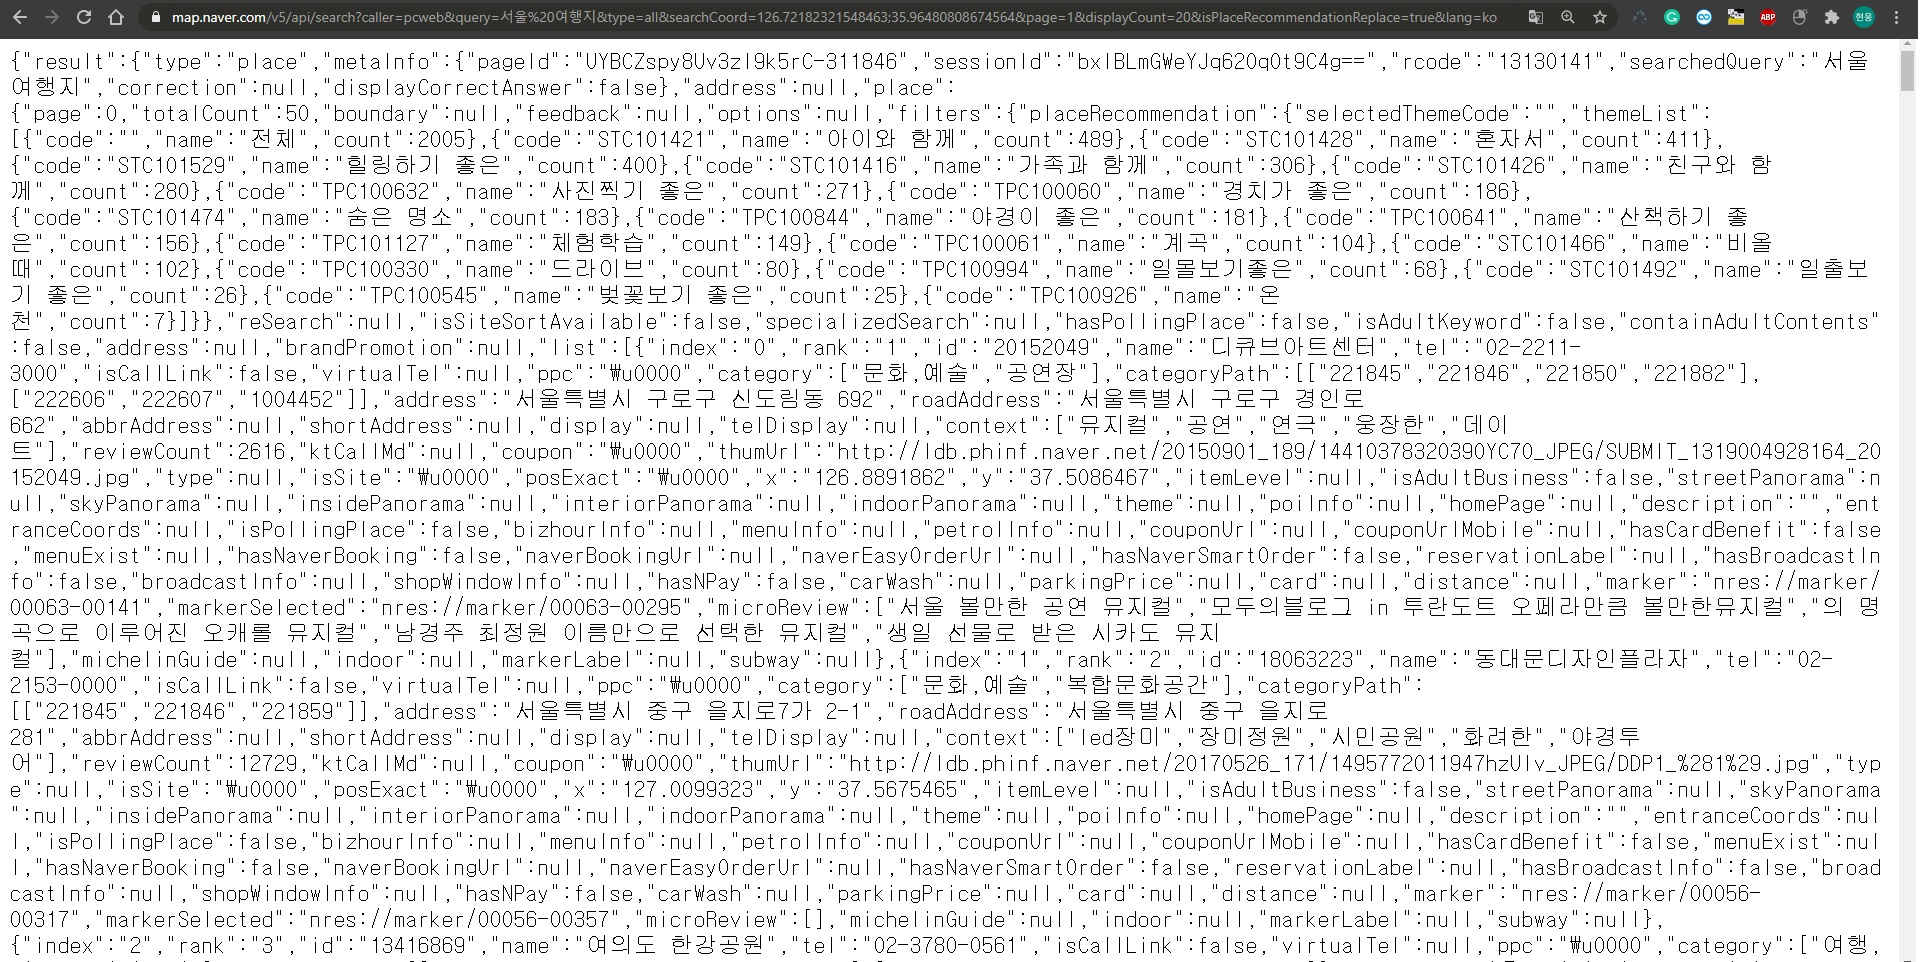 map.naver.com/v5/api/search?caller=pcweb&query=서울%20여행지&type=all&searchCoord=126.72182321548463;35.96480808674564&page=1&displayCount=20&isPlaceRecommendationReplace=true&lang=ko
ABP
현웅
{"result":{"type":"place","metaInfo":{"pageId":"UYBCZspy8Uv3zl9k5rC-311846","sessionId":"bxlBLmGWeYJq620q0t9C4g==","rcode":"13130141","searchedQuery":"서울
여행지","correction":null,"displayCorrectAnswer":false},"address":null,"place":
{"page":0,"totalCount":50,"boundary":null,"feedback":null,"options":null,"filters":{"placeRecommendation":{"selectedThemeCode":"","themeList":
[{"code":"","name":"전체","count":2005},{"code":"STC101421","name":"아이와 함께","count":489},{"code":"STC101428","name":"혼자서","count":411},
{"code":"STC101529","name":"힐링하기 좋은","count":400},{"code":"STC101416","name":"가족과 함께","count":306},{"code":"STC101426","name":"친구와 함
께","count":280},{"code":"TPC100632","name":"사진찍기 좋은","count":271},{"code":"TPC100060","name":"경치가 좋은","count":186},
{"code":"STC101474","name":"숨은 명소","count":183},{"code":"TPC100844","name":"야경이 좋은","count":181},{"code":"TPC100641","name":"산책하기 좋
은","count":156},{"code":"TPC101127","name":"체험학습","count":149},{"code":"TPC100061","name":"계곡","count":104},{"code":"STC101466","name":"비올
때","count":102},{"code":"TPC100330","name":"드라이브","count":80},{"code":"TPC100994","name":"일몰보기좋은","count":68},{"code":"STC101492","name":"일출보
기 좋은","count":26},{"code":"TPC100545","name":"벚꽃보기 좋은","count":25},{"code":"TPC100926","name":"온
천","count":7}]}},"reSearch":null,"isSiteSortAvailable":false,"specializedSearch":null,"hasPollingPlace":false,"isAdultKeyword":false,"containAdultContents"
:false,"address":null,"brandPromotion":null,"list":[{"index":"0","rank":"1","id":"20152049","name":"디큐브아트센터","tel":"02-2211-
3000","isCallLink":false,"virtualTel":null,"ppc":"₩u0000","category":["문화,예술","공연장"],"categoryPath":[["221845","221846","221850","221882"],
["222606","222607","1004452"]],"address":"서울특별시 구로구 신도림동 692","roadAddress":"서울특별시 구로구 경인로
662","abbrAddress":null,"shortAddress":null,"display":null,"telDisplay":null,"context":["뮤지컬","공연","연극","웅장한","데이
트"],"reviewCount":2616,"ktCallMd":null,"coupon":"₩u0000","thumUrl":"http://ldb.phinf.naver.net/20150901_189/14410378320390YC70_JPEG/SUBMIT_1319004928164_20
152049.jpg","type":null,"isSite":"₩u0000","posExact":"₩u0000","x":"126.8891862","y":"37.5086467","itemLevel":null,"isAdultBusiness":false,"streetPanorama":n
ull,"skyPanorama":null,"insidePanorama":null,"interiorPanorama":null,"indoorPanorama":null,"theme":null,"poiInfo":null,"homePage":null,"description":"","ent
ranceCoords":null,"isPollingPlace":false,"bizhourInfo":null,"menuInfo":null,"petrolInfo":null,"couponUrl":null,"couponUrlMobile":null,"hasCardBenefit":false
,"menuExist":null,"hasNaverBooking":false,"naverBookingUrl":null,"naverEasyOrderUrl":null,"hasNaverSmartOrder":false,"reservationLabel":null,"hasBroadcastIn
fo":false,"broadcastInfo":null,"shopWindowInfo":null,"hasNPay":false,"carWash":null,"parkingPrice":null,"card":null,"distance":null,"marker":"nres://marker/
00063-00141","markerSelected":"nres://marker/00063-00295","microReview":["서울 볼만한 공연 뮤지컬","모두의블로그 in 투란도트 오페라만큼 볼만한뮤지컬","의 명
곡으로 이루어진 오캐롤 뮤지컬","남경주 최정원 이름만으로 선택한 뮤지컬","생일 선물로 받은 시카도 뮤지
컬"],"michelinGuide":null,"indoor":null,"markerLabel":null,"subway":null},{"index":"1","rank":"2","id":"18063223","name":"동대문디자인플라자","tel":"02-
2153-0000","isCallLink":false,"virtualTel":null,"ppc":"₩u0000","category":["문화,예술","복합문화공간"],"categoryPath":
[["221845","221846","221859"]],"address":"서울특별시 중구 을지로7가 2-1","roadAddress":"서울특별시 중구 을지로
281","abbrAddress":null,"shortAddress":null,"display":null,"telDisplay":null,"context":["led장미","장미정원","시민공원","화려한","야경투
어"],"reviewCount":12729,"ktCallMd":null,"coupon":"₩u0000","thumUrl":"http://ldb.phinf.naver.net/20170526_171/1495772011947hzUlv_JPEG/DDP1_%281%29.jpg","typ
e":null,"isSite":"₩u0000","posExact":"₩u0000","x":"127.0099323","y":"37.5675465","itemLevel":null,"isAdultBusiness":false,"streetPanorama":null,"skyPanorama
":null,"insidePanorama":null,"interiorPanorama":null,"indoorPanorama":null,"theme":null,"poiInfo":null,"homePage":null,"description":"","entranceCoords":nul
l,"isPollingPlace":false,"bizhourInfo":null,"menuInfo":null,"petrolInfo":null,"couponUrl":null,"couponUrlMobile":null,"hasCardBenefit":false,"menuExist":nul
l,"hasNaverBooking":false,"naverBookingUrl":null,"naverEasyOrderUrl":null,"hasNaverSmartOrder":false,"reservationLabel":null,"hasBroadcastInfo":false,"broad
castInfo":null,"shopWindowInfo":null,"hasNPay":false,"carWash":null,"parkingPrice":null,"card":null,"distance":null,"marker":"nres://marker/00056-
00317","markerSelected":"nres://marker/00056-00357","microReview":[],"michelinGuide":null,"indoor":null,"markerLabel":null,"subway":null},
{"index":"2","rank":"3","id":"13416869","name":"여의도 한강공원","tel":"02-3780-0561","isCallLink":false,"virtualTel":null,"ppc":"₩u0000","category":["여행,